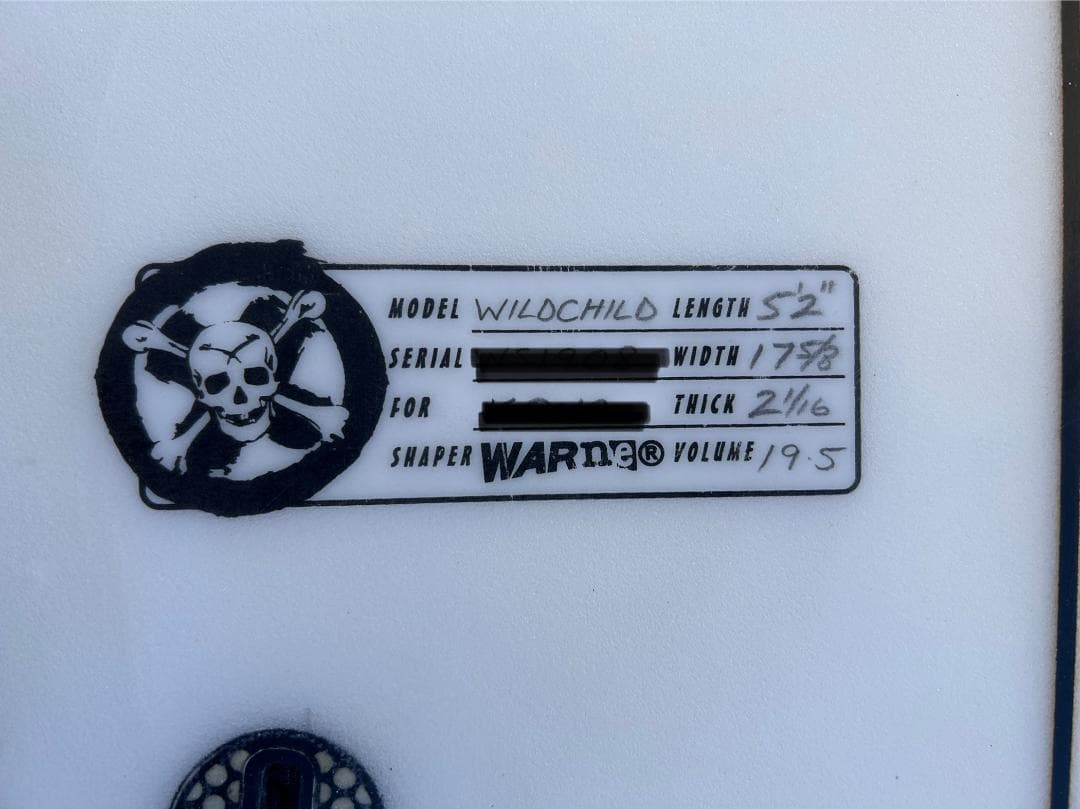 MODEL WILDCHILD LENGTH 5'2"
SERIAL WIDTH 17 5/8
FOR THICK 2 1/16
SHAPER WARne® VOLUME 19.5